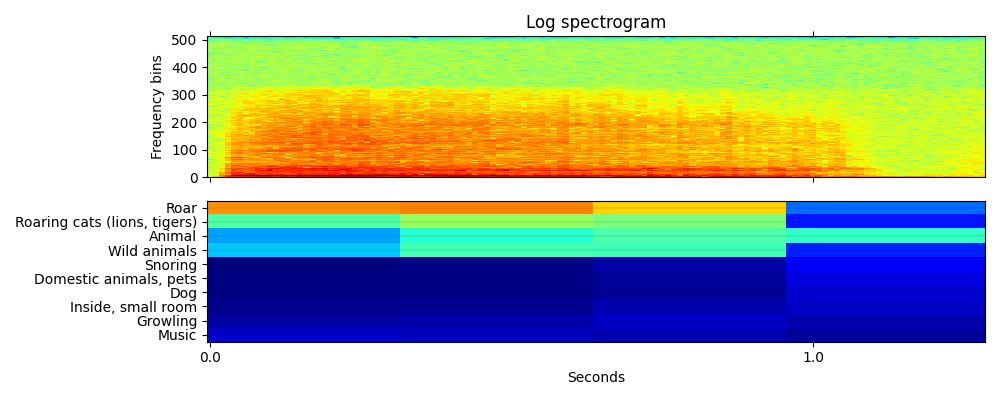 Log spectrogram
500
400
300
200
100
0
Frequency bins
Roar
Roaring cats (lions, tigers)
Animal
Wild animals
Snoring
Domestic animals, pets
Dog
Inside, small room
Growling
Music
0.0 1.0
Seconds